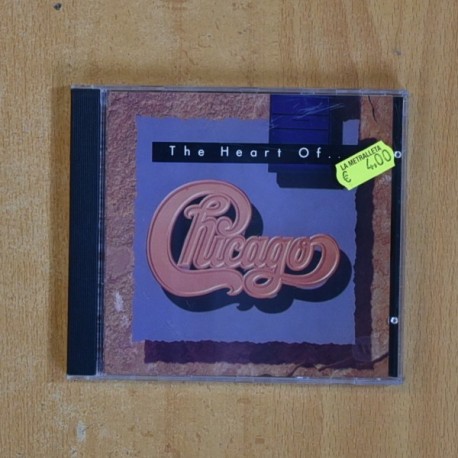 The Heart Of...
Chicago
LA METRALLETA
€ 4,00